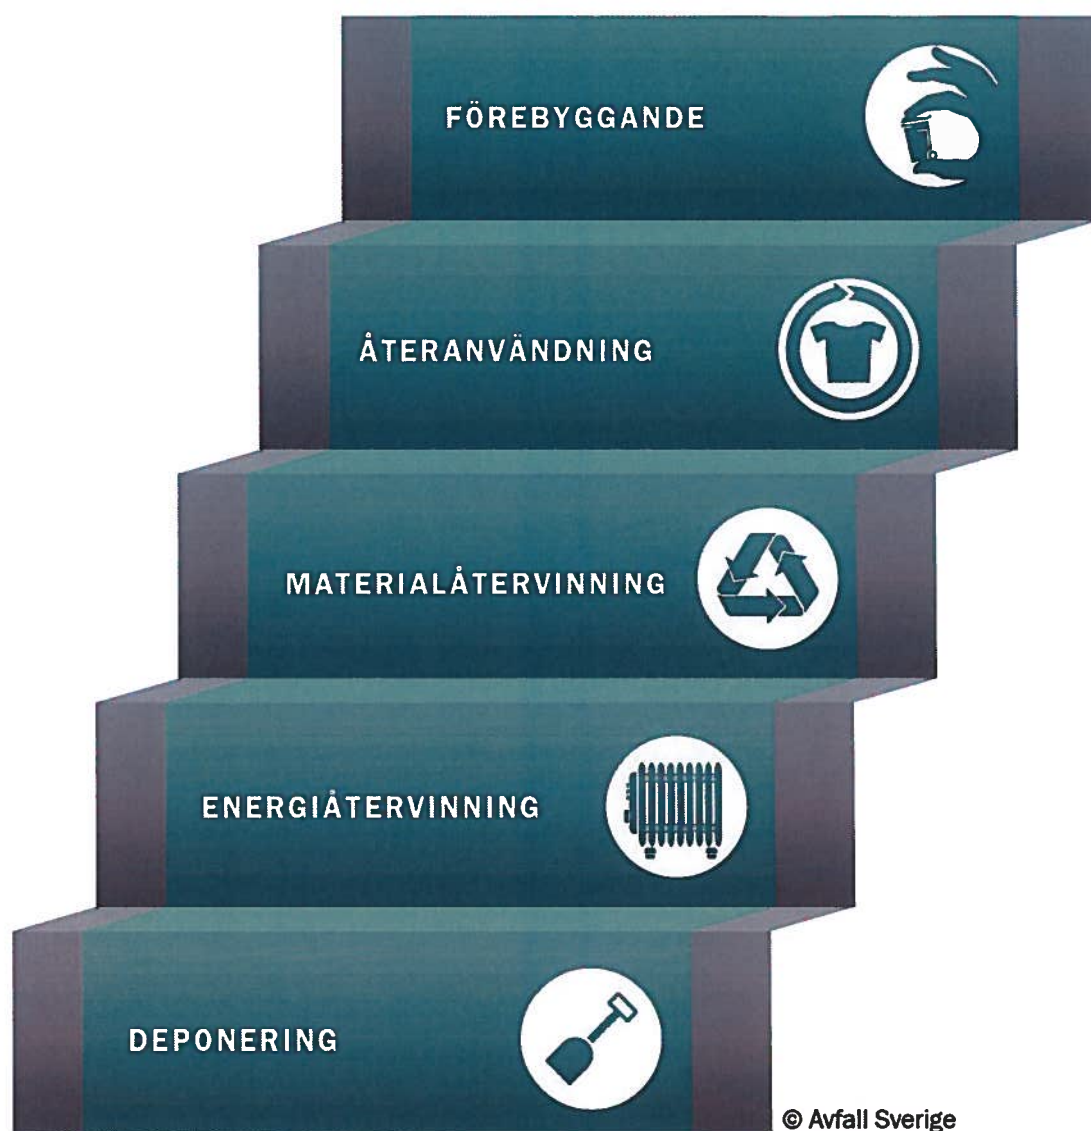 FÖREBYGGANDE
ÅTERANVÄNDNING
MATERIALÅTERVINNING
ENERGIÅTERVINNING
DEPONERING
© Avfall Sverige